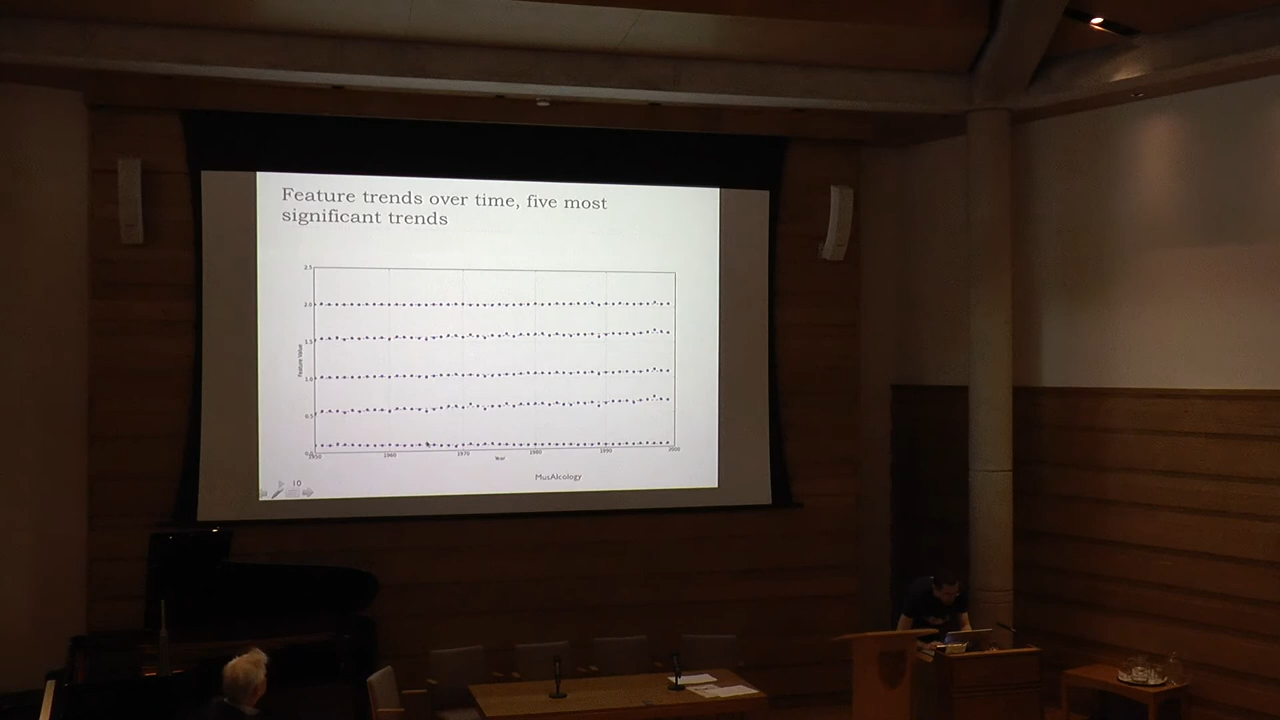 Feature trends over time, five most
significant trends
2.5
2.0
1.5
1.0
0.5
0.0
Feature Value
1950 1960 1970 1980 1990 2000
Year
MusAIcology
10